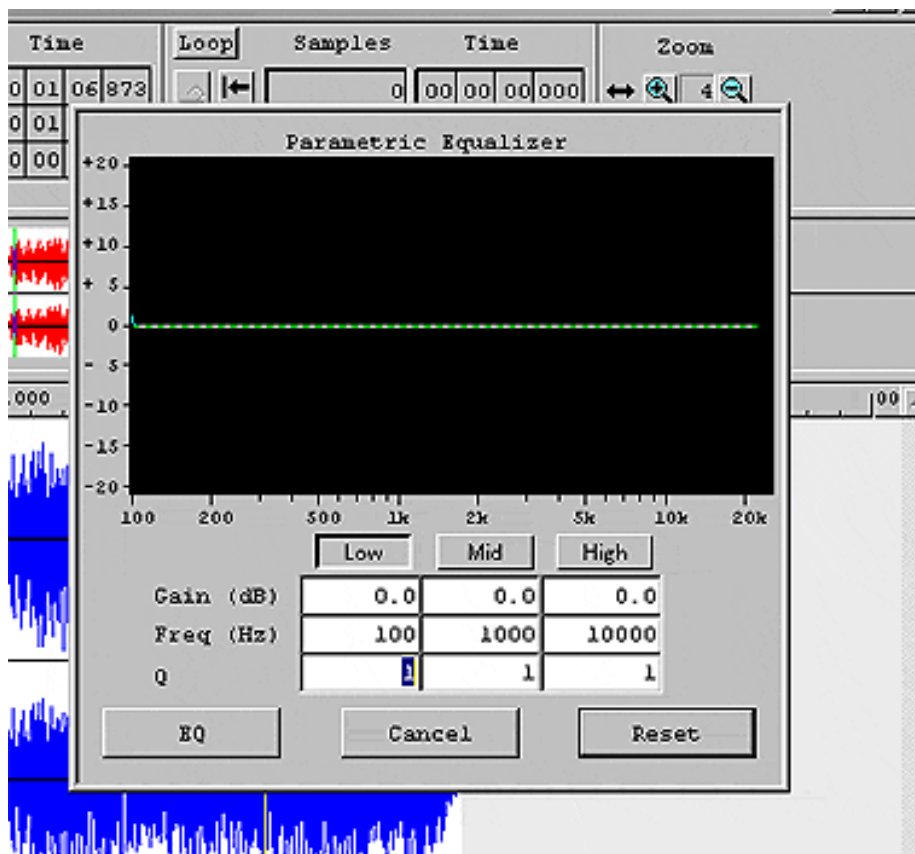 Time Loop Samples Time Zoom
0 01 06 873 0 00 00 00 000 4
0 01
0 00
Parametric Equalizer
+20
+15
+10
+ 5
0
- 5
-10
-15
-20
.000
00
100 200 500 1k 2k 5k 10k 20k
Low Mid High
Gain (dB) 0.0 0.0 0.0
Freq (Hz) 100 1000 10000
Q 1 1 1
EQ Cancel Reset